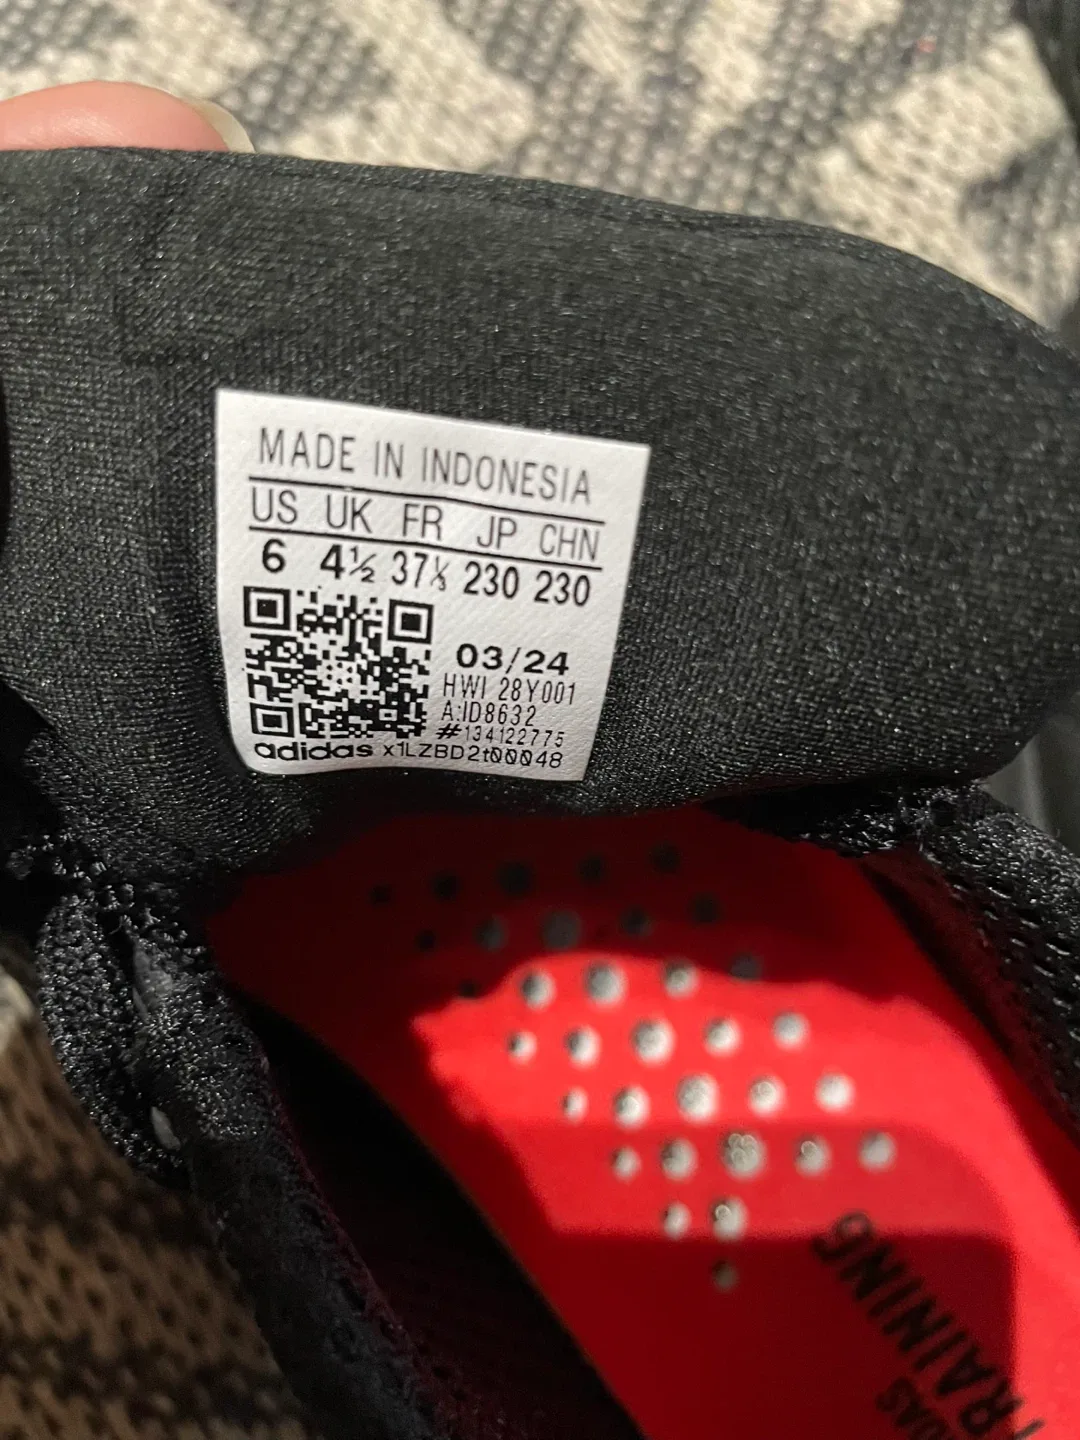 MADE IN INDONESIA
US UK FR JP CHN
6 4½ 37⅓ 230 230
03/24
HWI 28Y001
A:ID8632
#134122775
adidas x1LZBD2t00048
TRAINING